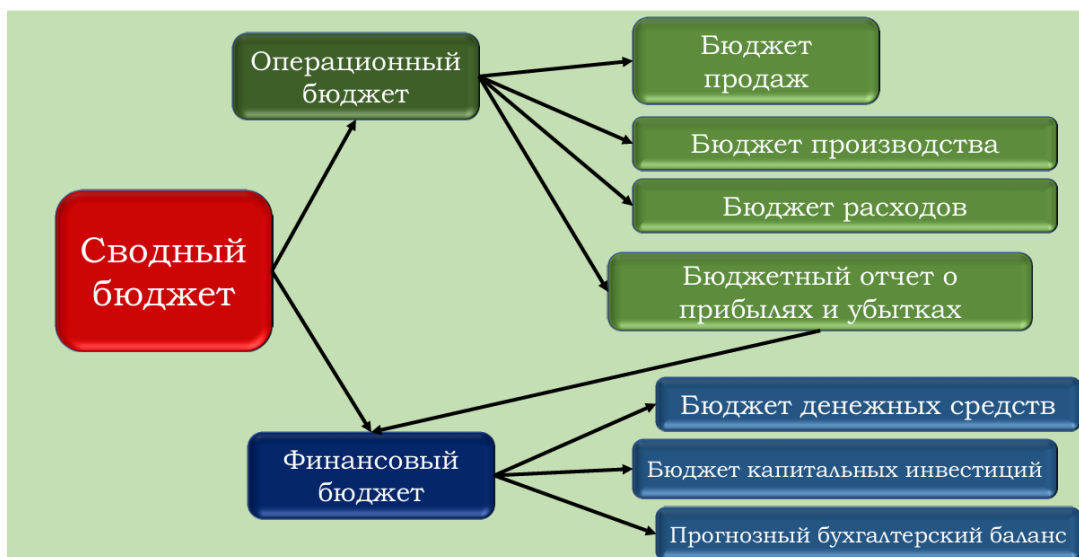 Операционный
бюджет
Бюджет
продаж
Бюджет производства
Бюджет расходов
Сводный
бюджет
Бюджетный отчет о
прибылях и убытках
Бюджет денежных средств
Финансовый
бюджет
Бюджет капитальных инвестиций
Прогнозный бухгалтерский баланс